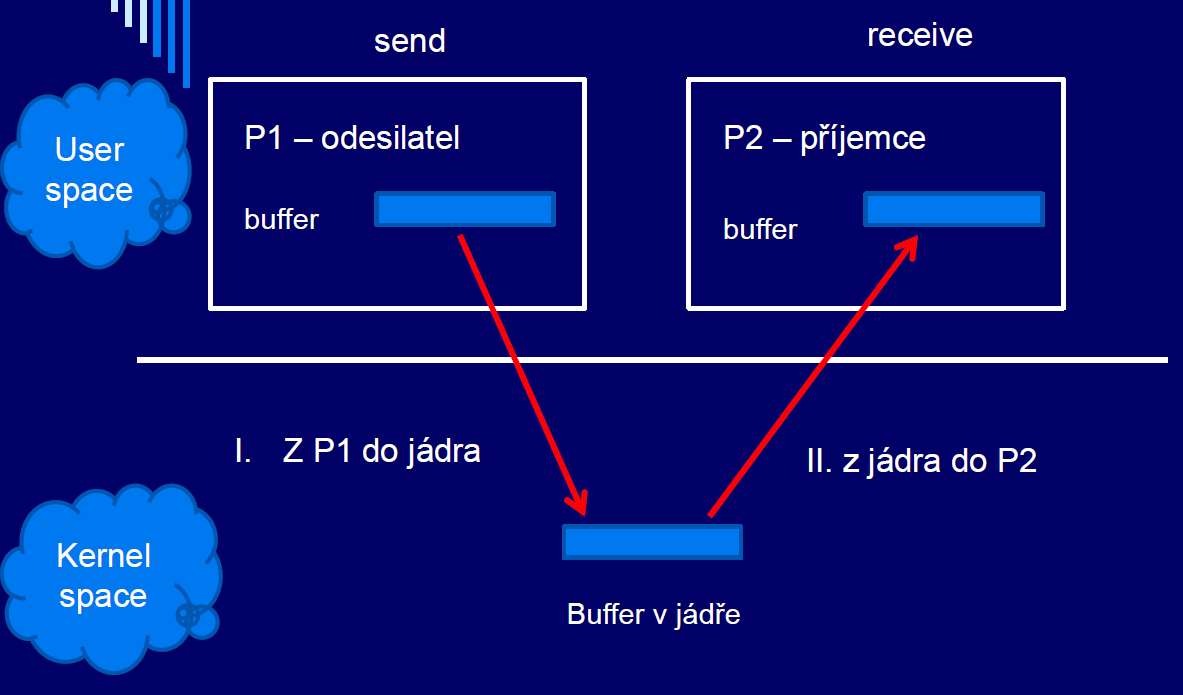 send
receive
User
space
P1 – odesilatel
buffer
P2 – příjemce
buffer
I. Z P1 do jádra
II. z jádra do P2
Kernel
space
Buffer v jádře